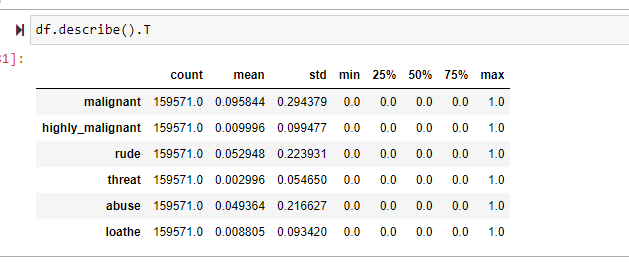 df.describe().T
31]:
count mean std min 25% 50% 75% max
malignant 159571.0 0.095844 0.294379 0.0 0.0 0.0 0.0 1.0
highly_malignant 159571.0 0.009996 0.099477 0.0 0.0 0.0 0.0 1.0
rude 159571.0 0.052948 0.223931 0.0 0.0 0.0 0.0 1.0
threat 159571.0 0.002996 0.054650 0.0 0.0 0.0 0.0 1.0
abuse 159571.0 0.049364 0.216627 0.0 0.0 0.0 0.0 1.0
loathe 159571.0 0.008805 0.093420 0.0 0.0 0.0 0.0 1.0